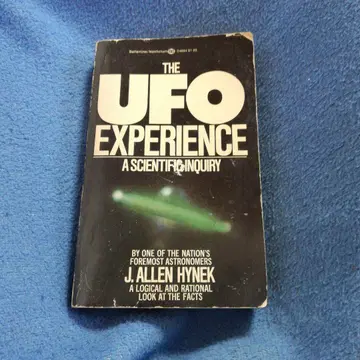 THE
UFO
EXPERIENCE
A SCIENTIFIC INQUIRY
BY ONE OF THE NATION'S
FOREMOST ASTRONOMERS
J. ALLEN HYNEK
A LOGICAL AND RATIONAL
LOOK AT THE FACTS